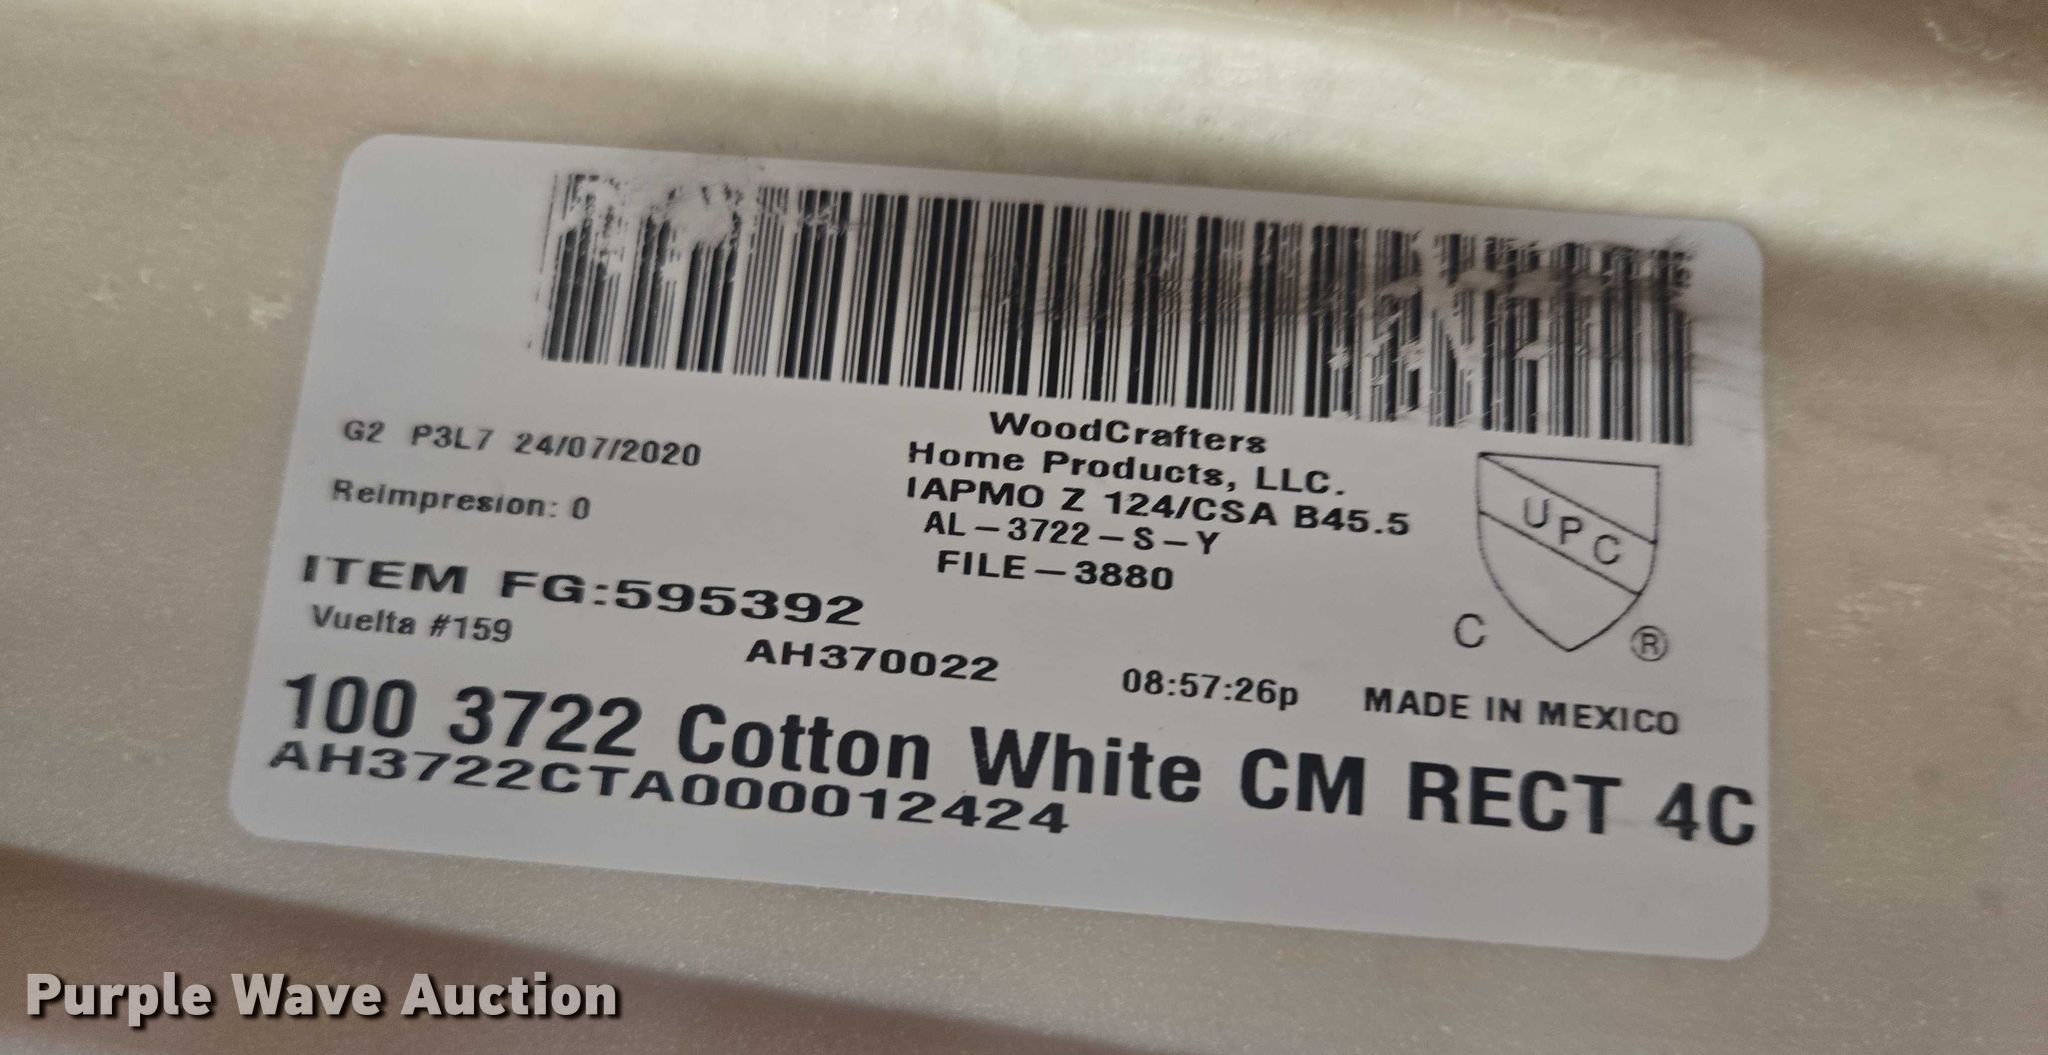 WoodCrafters
Home Products, LLC.
IAPMO Z 124/CSA B45.5
AL-3722-S-Y
FILE-3880
G2 P3L7 24/07/2020
Reimpresion: 0
ITEM FG:595392
Vuelta #159
AH370022
08:57:26p
UPC
C
®
MADE IN MEXICO
100 3722 Cotton White CM RECT 4C
AH3722CTA000012424
Purple Wave Auction